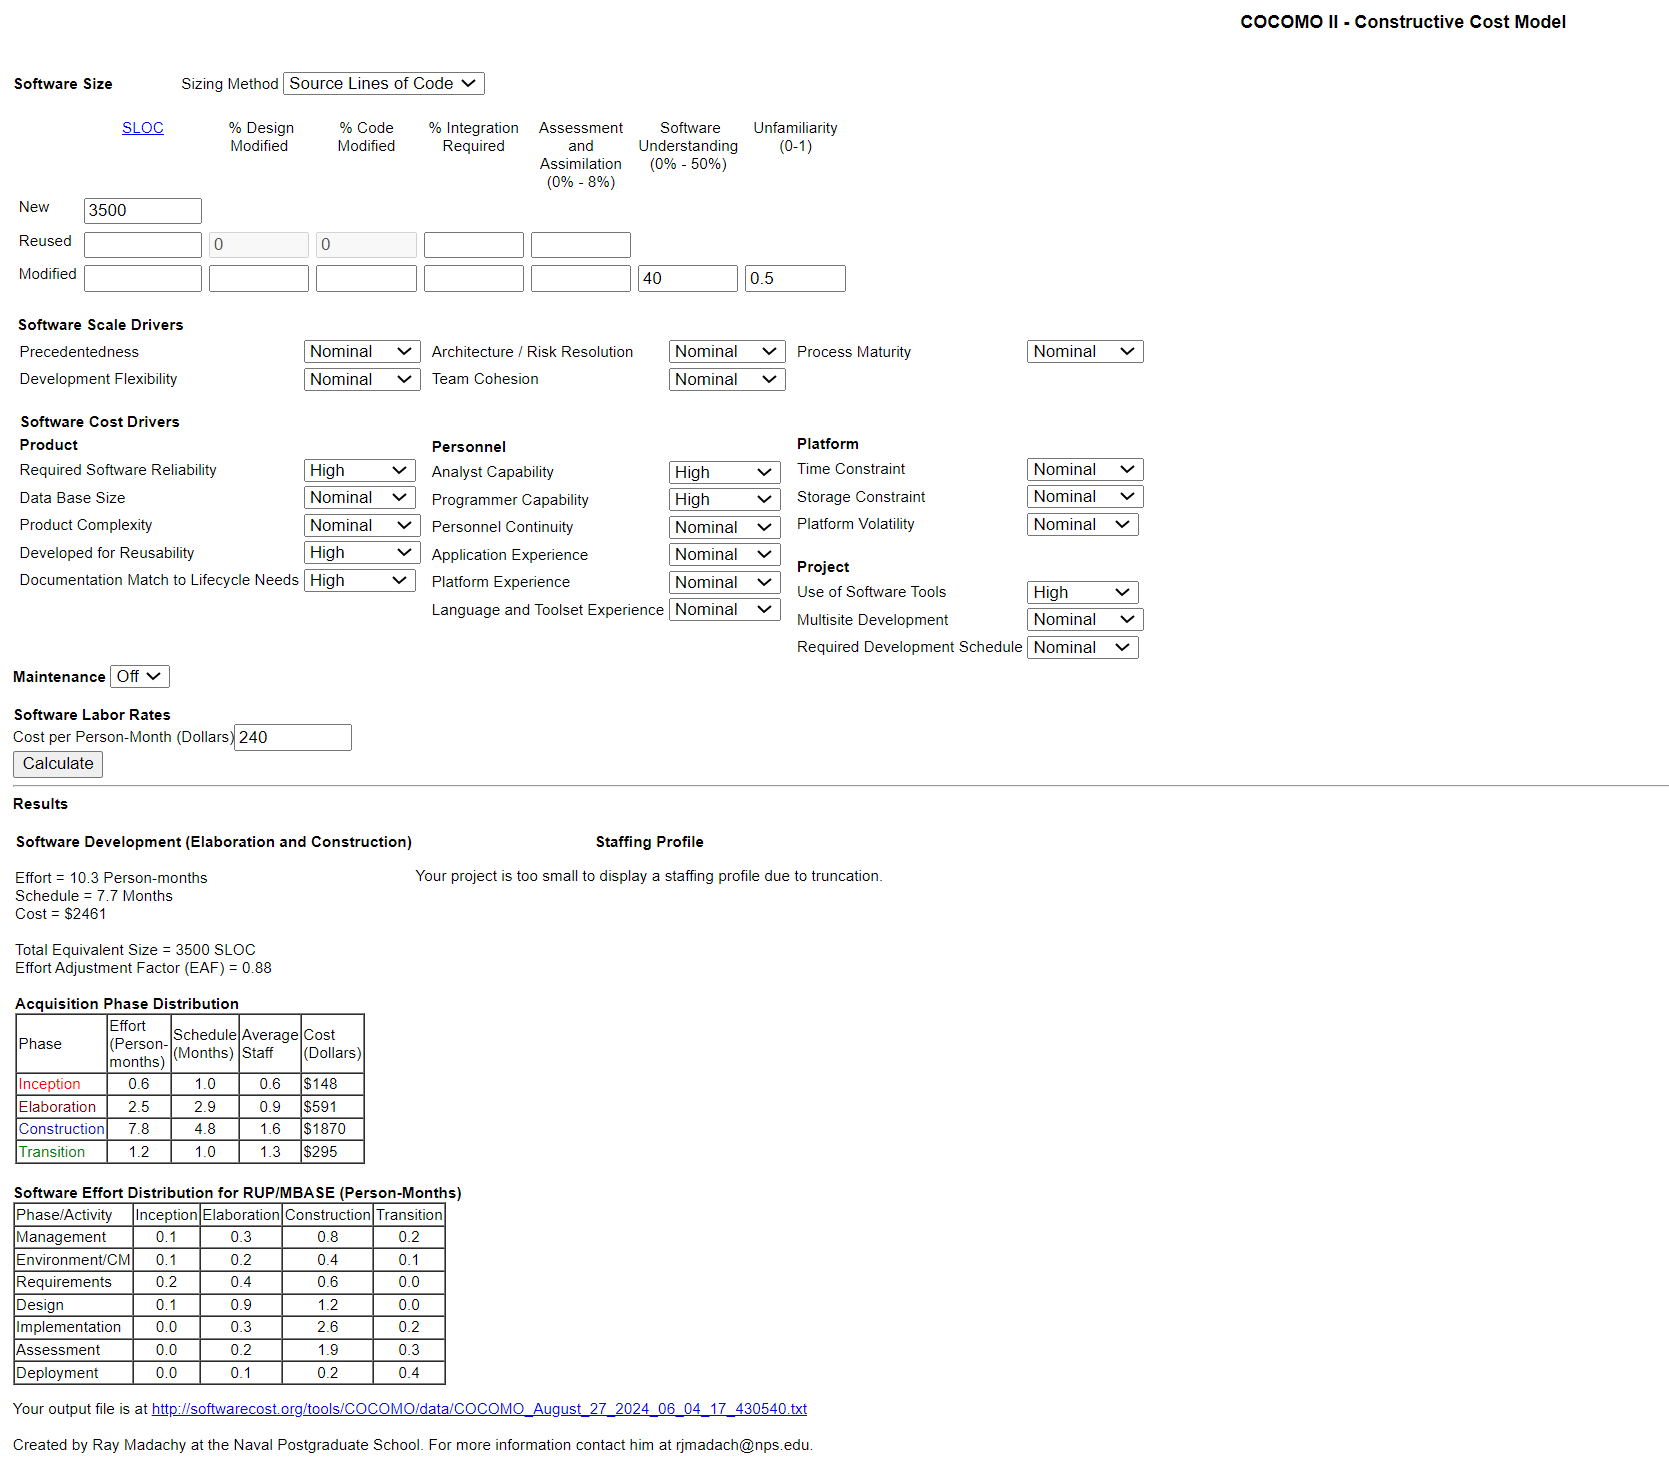 COCOMO II - Constructive Cost Model
Software Size Sizing Method Source Lines of Code
SLOC % Design Modified % Code Modified % Integration Required Assessment and Assimilation (0% - 8%) Software Understanding (0% - 50%) Unfamiliarity (0-1)
New 3500
Reused 0 0
Modified 40 0.5
Software Scale Drivers
Precedentedness Nominal Architecture / Risk Resolution Nominal Process Maturity Nominal
Development Flexibility Nominal Team Cohesion Nominal
Software Cost Drivers
Product
Required Software Reliability High
Data Base Size Nominal
Product Complexity Nominal
Developed for Reusability High
Documentation Match to Lifecycle Needs High
Personnel
Analyst Capability High
Programmer Capability High
Personnel Continuity Nominal
Application Experience Nominal
Platform Experience Nominal
Language and Toolset Experience Nominal
Platform
Time Constraint Nominal
Storage Constraint Nominal
Platform Volatility Nominal
Project
Use of Software Tools High
Multisite Development Nominal
Required Development Schedule Nominal
Maintenance Off
Software Labor Rates
Cost per Person-Month (Dollars) 240
Calculate
Results
Software Development (Elaboration and Construction)
Effort = 10.3 Person-months
Schedule = 7.7 Months
Cost = $2461
Total Equivalent Size = 3500 SLOC
Effort Adjustment Factor (EAF) = 0.88
Staffing Profile
Your project is too small to display a staffing profile due to truncation.
Acquisition Phase Distribution
Phase Effort (Person-months) Schedule (Months) Average Staff Cost (Dollars)
Inception 0.6 1.0 0.6 $148
Elaboration 2.5 2.9 0.9 $591
Construction 7.8 4.8 1.6 $1870
Transition 1.2 1.0 1.3 $295
Software Effort Distribution for RUP/MBASE (Person-Months)
Phase/Activity Inception Elaboration Construction Transition
Management 0.1 0.3 0.8 0.2
Environment/CM 0.1 0.2 0.4 0.1
Requirements 0.2 0.4 0.6 0.0
Design 0.1 0.9 1.2 0.0
Implementation 0.0 0.3 2.6 0.2
Assessment 0.0 0.2 1.9 0.3
Deployment 0.0 0.1 0.2 0.4
Your output file is at http://softwarecost.org/tools/COCOMO/data/COCOMO_August_27_2024_06_04_17_430540.txt
Created by Ray Madachy at the Naval Postgraduate School. For more information contact him at rjmadach@nps.edu.